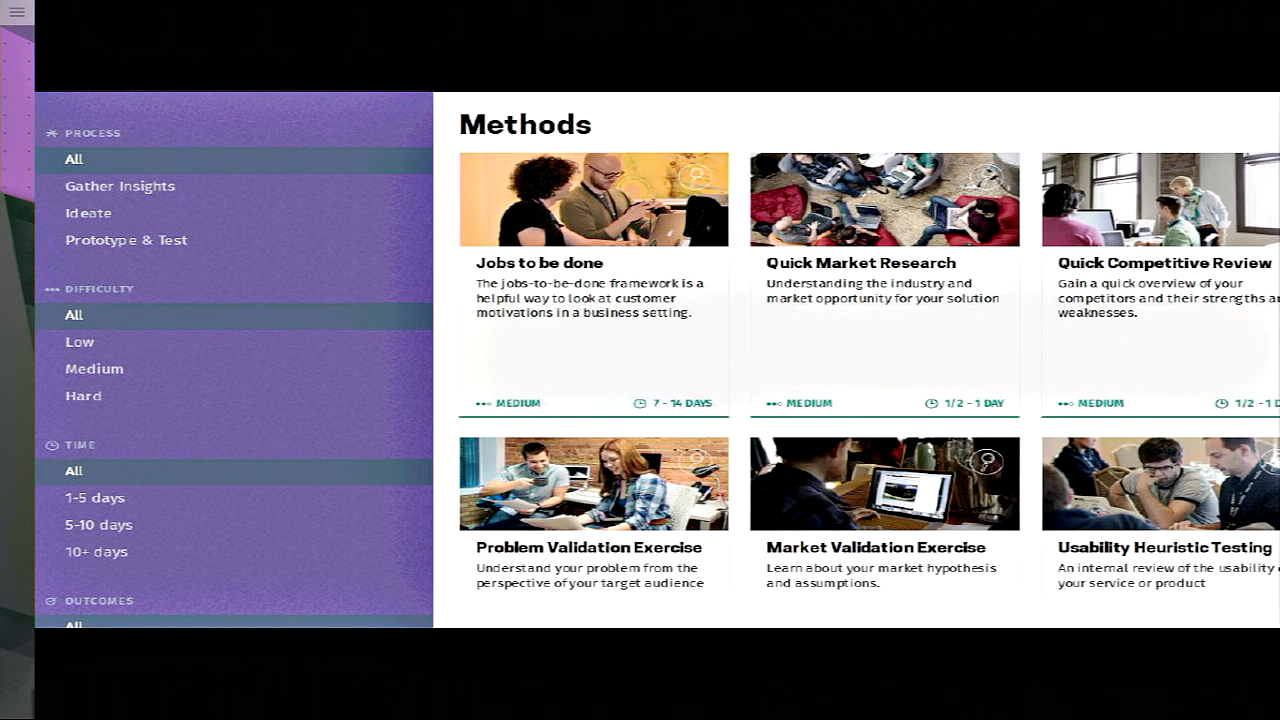 PROCESS
All
Gather Insights
Ideate
Prototype & Test
DIFFICULTY
All
Low
Medium
Hard
TIME
All
1-5 days
5-10 days
10+ days
OUTCOMES
All
Methods
Jobs to be done
The jobs-to-be-done framework is a
helpful way to look at customer
motivations in a business setting.
MEDIUM
7 - 14 DAYS
Quick Market Research
Understanding the industry and
market opportunity for your solution
MEDIUM
1/2 - 1 DAY
Quick Competitive Review
Gain a quick overview of your
competitors and their strengths
weaknesses.
MEDIUM
1/2 - 1
Problem Validation Exercise
Understand your problem from the
perspective of your target audience
Market Validation Exercise
Learn about your market hypothesis
and assumptions.
Usability Heuristic Testing
An internal review of the usability
your service or product